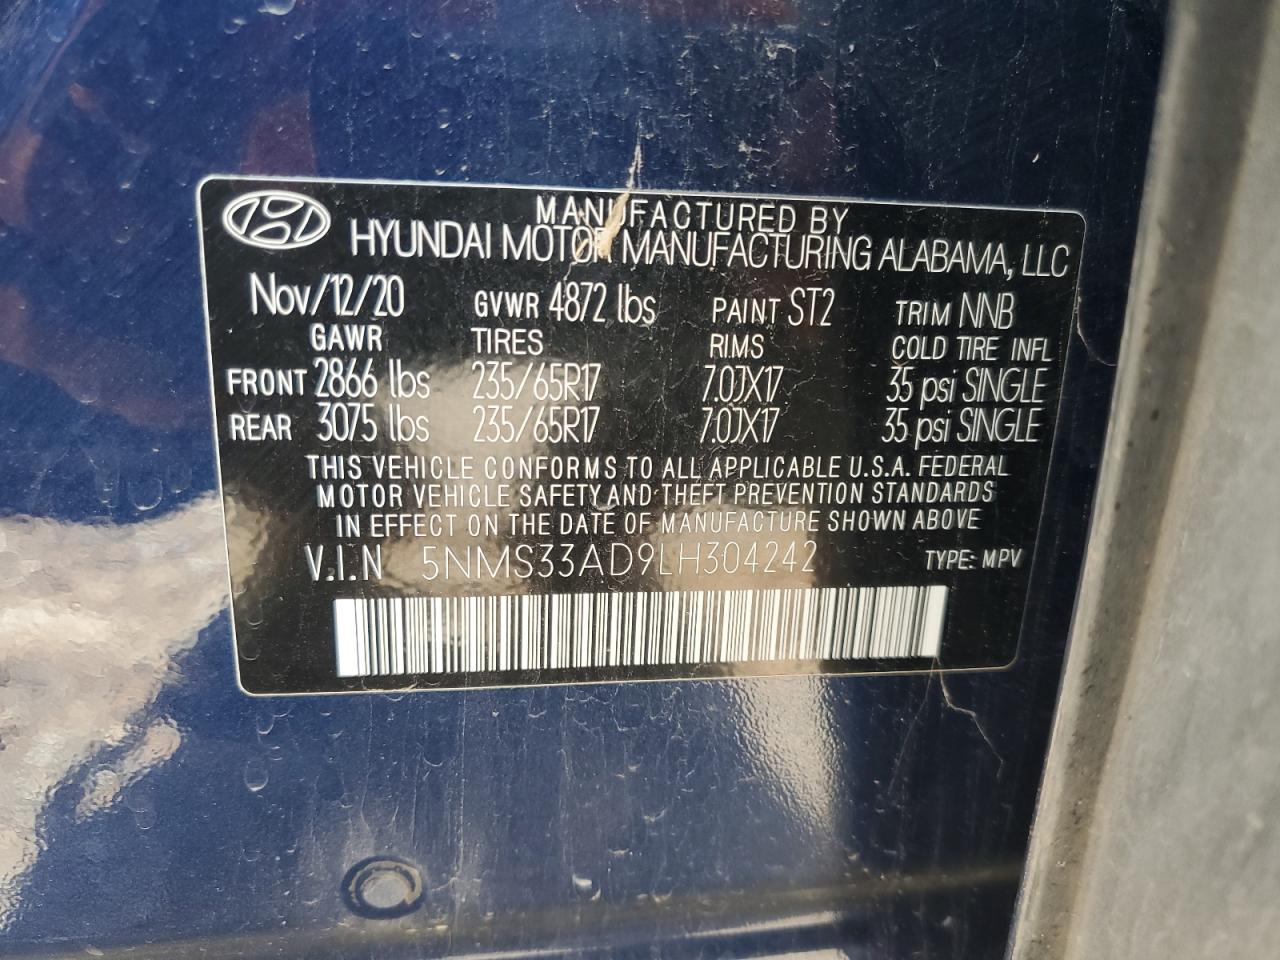 MANUFACTURED BY
HYUNDAI MOTOR MANUFACTURING ALABAMA, LLC
Nov/12/20 GVWR 4872 lbs PAINT ST2 TRIM NNB
GAWR TIRES RIMS COLD TIRE INFL
FRONT 2866 lbs 235/65R17 7.0JX17 35 psi SINGLE
REAR 3075 lbs 235/65R17 7.0JX17 35 psi SINGLE
THIS VEHICLE CONFORMS TO ALL APPLICABLE U.S.A. FEDERAL
MOTOR VEHICLE SAFETY AND THEFT PREVENTION STANDARDS
IN EFFECT ON THE DATE OF MANUFACTURE SHOWN ABOVE
V.I.N 5NMS33AD9LH304242 TYPE: MPV